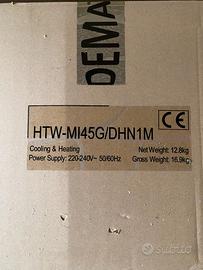 DEMA
CE
HTW-MI45G/DHN1M
Cooling & Heating
Net Weight: 12.8kg
Power Supply: 220-240V~ 50/60Hz
Gross Weight: 16.9kg
subito